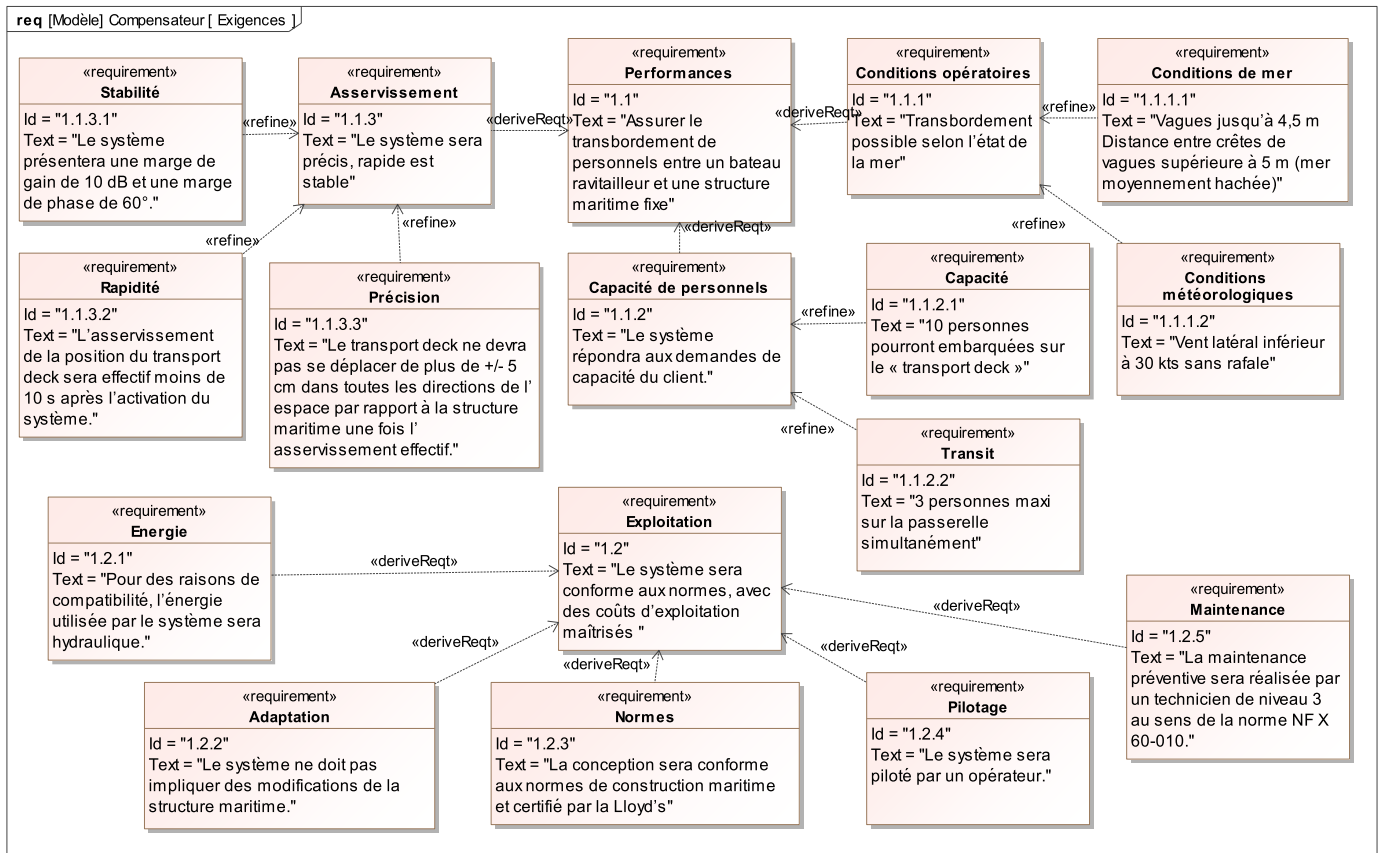 req [Modèle] Compensateur [ Exigences ]
«requirement»
Stabilité
Id = "1.1.3.1"
Text = "Le système
présentera une marge de
gain de 10 dB et une marge
de phase de 60°."
«refine»
«requirement»
Asservissement
Id = "1.1.3"
Text = "Le système sera
précis, rapide est
stable"
«deriveReqt»
«requirement»
Performances
Id = "1.1"
Text = "Assurer le
transbordement de
personnels entre un bateau
ravitailleur et une structure
maritime fixe"
«deriveReqt»
«requirement»
Conditions opératoires
Id = "1.1.1"
Text = "Transbordement
possible selon l'état de
la mer"
«refine»
«requirement»
Conditions de mer
Id = "1.1.1.1"
Text = "Vagues jusqu'à 4,5 m
Distance entre crêtes de
vagues supérieure à 5 m (mer
moyennement hachée)"
«refine»
«refine»
«deriveReqt»
«refine»
«requirement»
Rapidité
Id = "1.1.3.2"
Text = "L'asservissement
de la position du transport
deck sera effectif moins de
10 s après l'activation du
système."
«requirement»
Précision
Id = "1.1.3.3"
Text = "Le transport deck ne devra
pas se déplacer de plus de +/- 5
cm dans toutes les directions de l'
espace par rapport à la structure
maritime une fois l'
asservissement effectif."
«requirement»
Capacité de personnels
Id = "1.1.2"
Text = "Le système
répondra aux demandes de
capacité du client."
«refine»
«requirement»
Capacité
Id = "1.1.2.1"
Text = "10 personnes
pourront embarquées sur
le « transport deck »"
«requirement»
Conditions
météorologiques
Id = "1.1.1.2"
Text = "Vent latéral inférieur
à 30 kts sans rafale"
«refine»
«requirement»
Transit
Id = "1.1.2.2"
Text = "3 personnes maxi
sur la passerelle
simultanément"
«requirement»
Energie
Id = "1.2.1"
Text = "Pour des raisons de
compatibilité, l'énergie
utilisée par le système sera
hydraulique."
«deriveReqt»
«requirement»
Exploitation
Id = "1.2"
Text = "Le système sera
conforme aux normes, avec
des coûts d'exploitation
maîtrisés "
«deriveReqt»
«requirement»
Maintenance
Id = "1.2.5"
Text = "La maintenance
préventive sera réalisée par
un technicien de niveau 3
au sens de la norme NF X
60-010."
«deriveReqt»
«deriveReqt»
«deriveReqt»
«requirement»
Adaptation
Id = "1.2.2"
Text = "Le système ne doit pas
impliquer des modifications de la
structure maritime."
«requirement»
Normes
Id = "1.2.3"
Text = "La conception sera conforme
aux normes de construction maritime
et certifié par la Lloyd's"
«requirement»
Pilotage
Id = "1.2.4"
Text = "Le système sera
piloté par un opérateur."